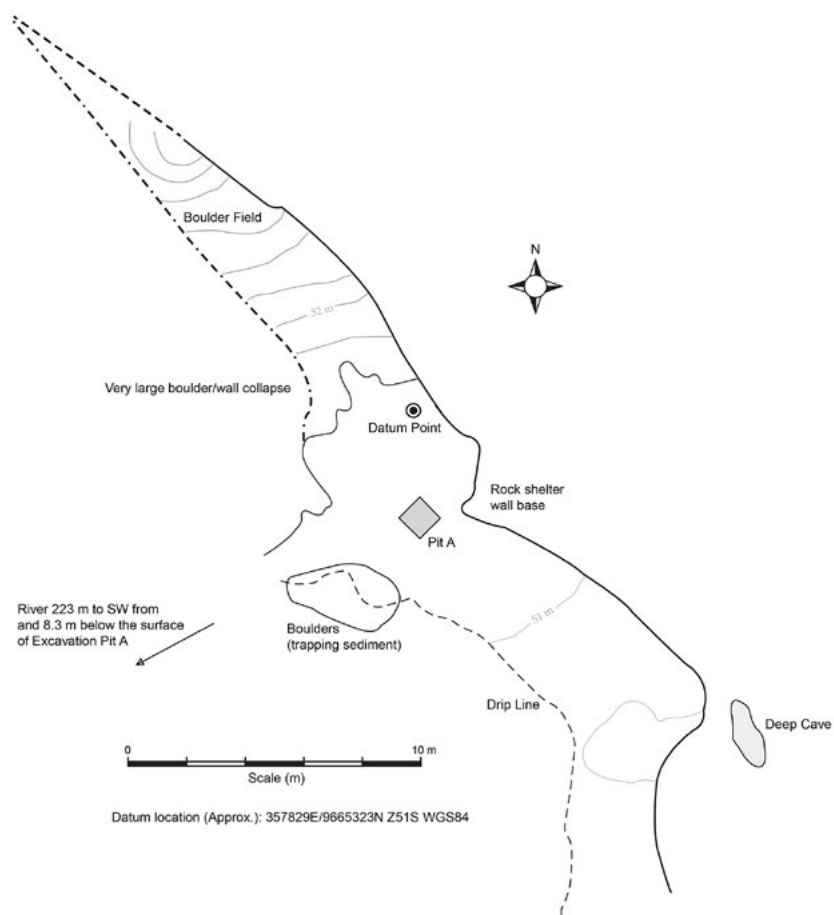 N
Boulder Field
52 m
Very large boulder/wall collapse
Datum Point
Rock shelter
wall base
Pit A
51 m
River 223 m to SW from
and 8.3 m below the surface
of Excavation Pit A
Boulders
(trapping sediment)
Drip Line
Deep Cave
0
10 m
Scale (m)
Datum location (Approx.): 357829E/9665323N Z51S WGS84